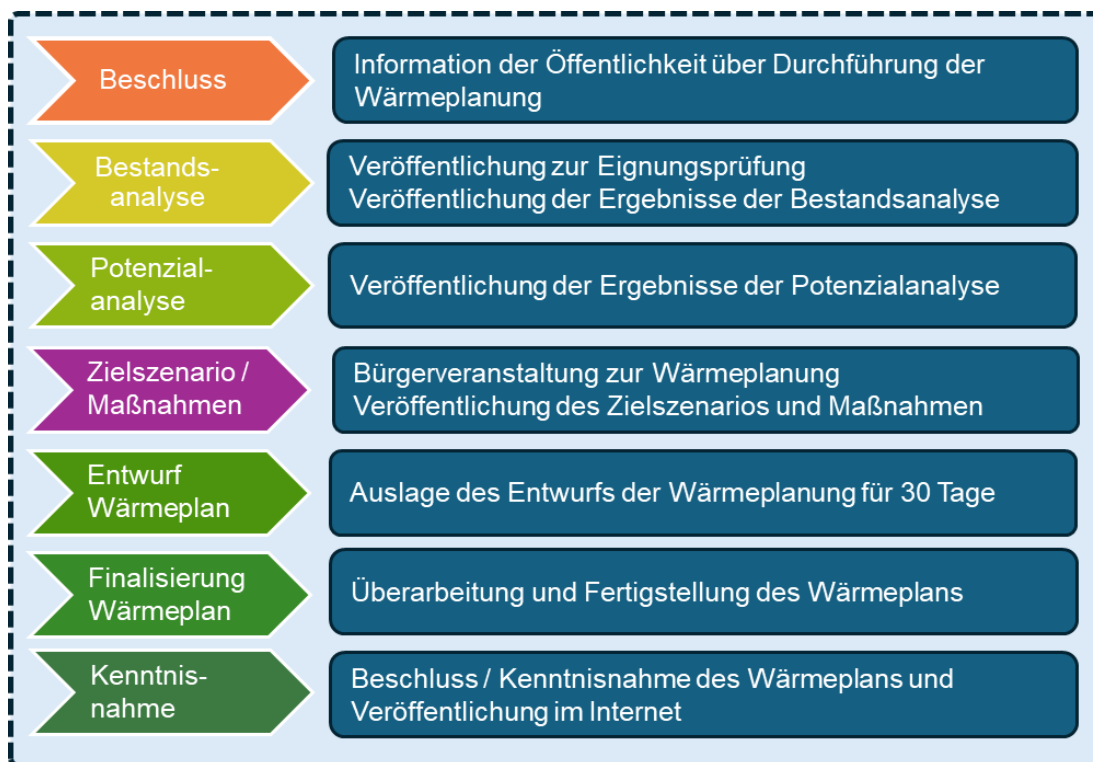 Beschluss
Information der Öffentlichkeit über Durchführung der
Wärmeplanung
Bestands-
analyse
Veröffentlichung zur Eignungsprüfung
Veröffentlichung der Ergebnisse der Bestandsanalyse
Potenzial-
analyse
Veröffentlichung der Ergebnisse der Potenzialanalyse
Zielszenario /
Maßnahmen
Bürgerveranstaltung zur Wärmeplanung
Veröffentlichung des Zielszenarios und Maßnahmen
Entwurf
Wärmeplan
Auslage des Entwurfs der Wärmeplanung für 30 Tage
Finalisierung
Wärmeplan
Überarbeitung und Fertigstellung des Wärmeplans
Kenntnis-
nahme
Beschluss / Kenntnisnahme des Wärmeplans und
Veröffentlichung im Internet